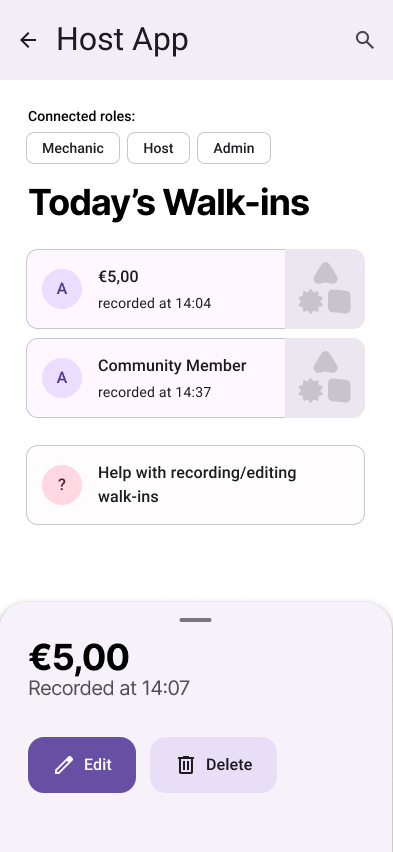 Host App
Connected roles:
Mechanic
Host
Admin
Today's Walk-ins
A
€5,00
recorded at 14:04
A
Community Member
recorded at 14:37
?
Help with recording/editing
walk-ins
€5,00
Recorded at 14:07
Edit
Delete